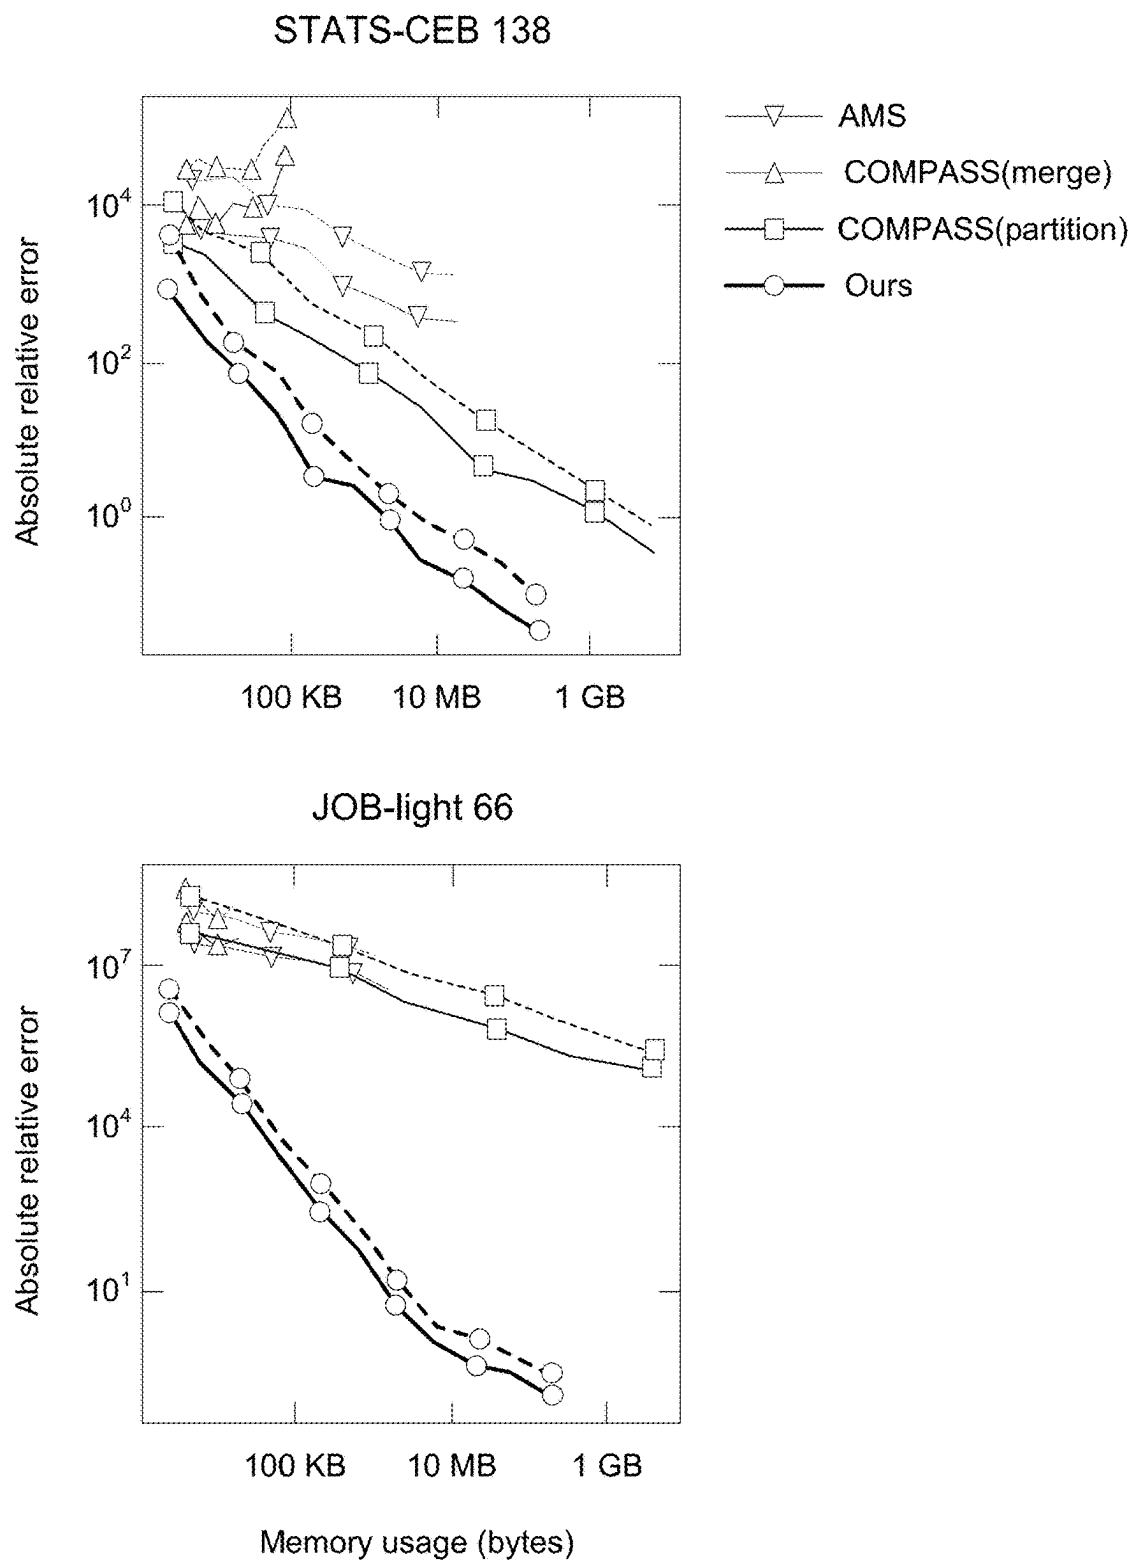 STATS-CEB 138
AMS
COMPASS(merge)
COMPASS(partition)
Ours
Absolute relative error
10⁴
10²
10⁰
100 KB
10 MB
1 GB
JOB-light 66
Absolute relative error
10⁷
10⁴
10¹
100 KB
10 MB
1 GB
Memory usage (bytes)